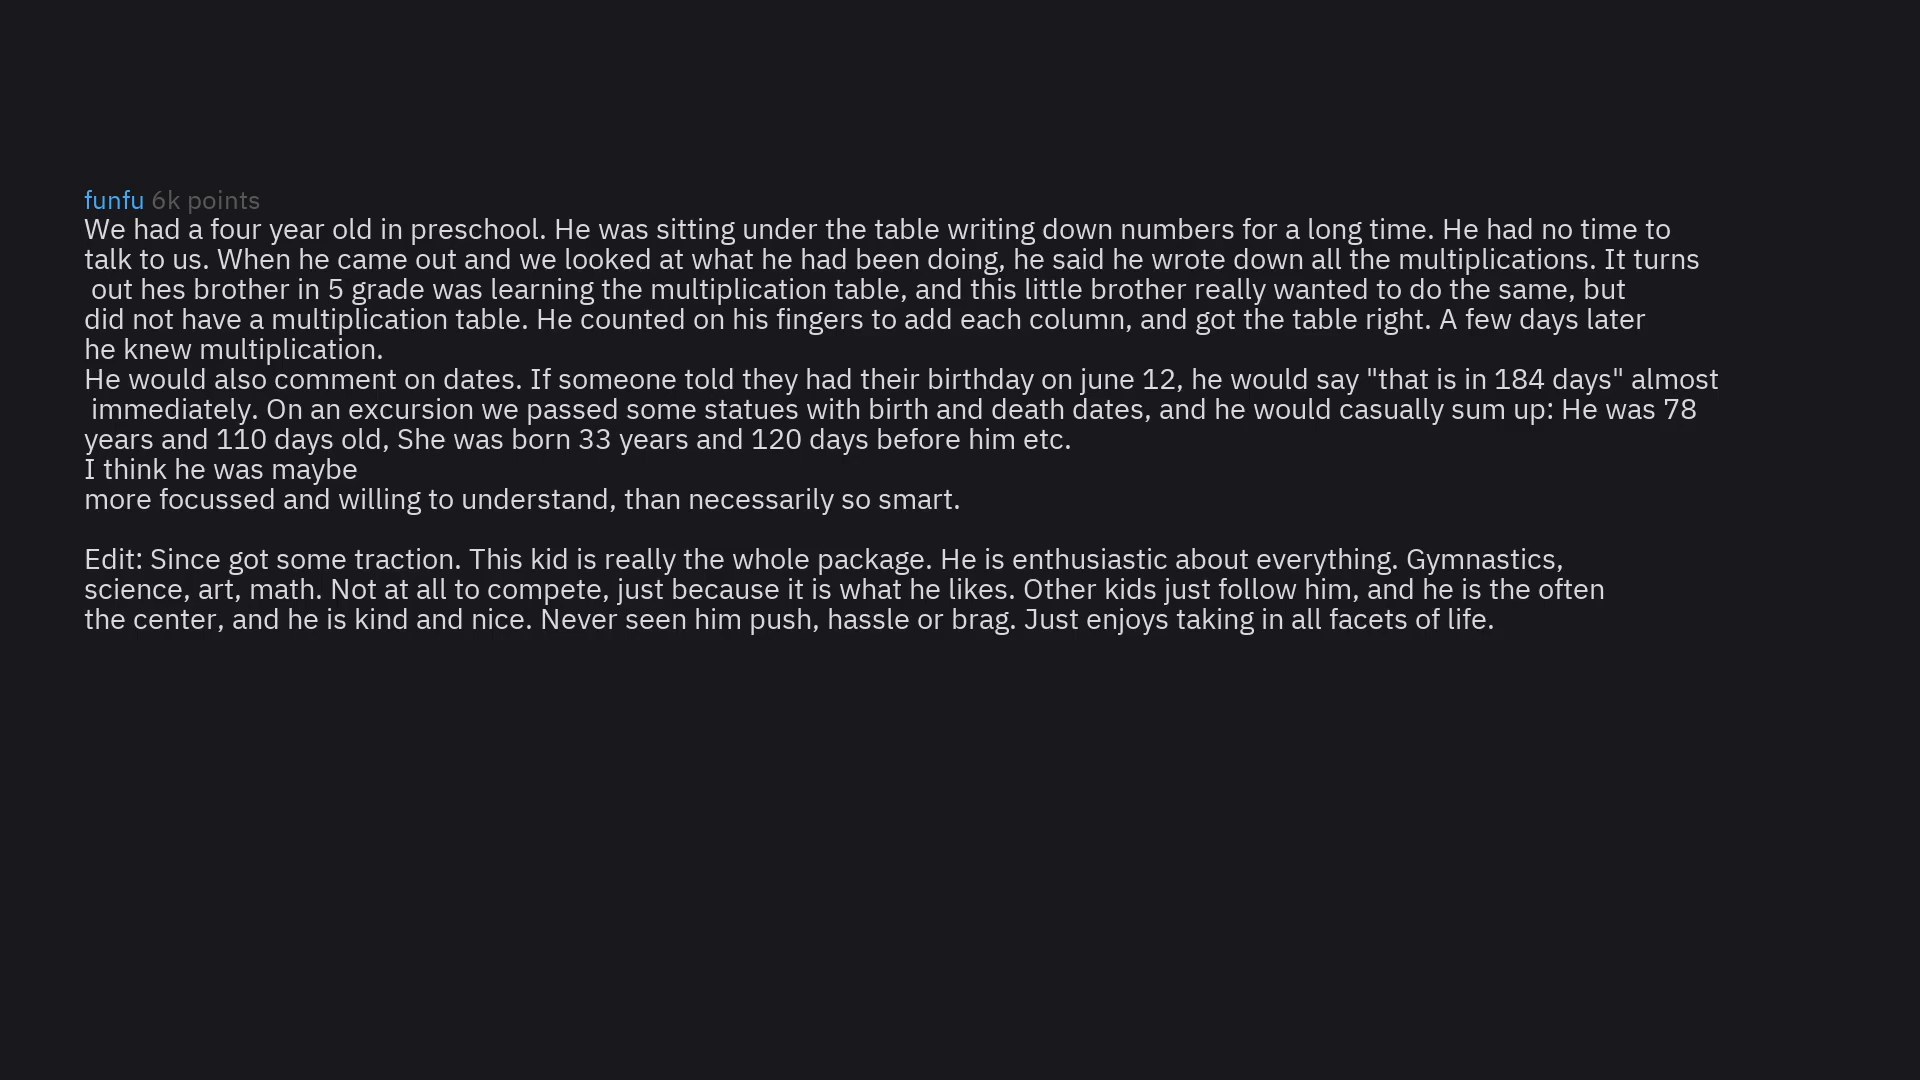 funfu 6k points
We had a four year old in preschool. He was sitting under the table writing down numbers for a long time. He had no time to
talk to us. When he came out and we looked at what he had been doing, he said he wrote down all the multiplications. It turns
out hes brother in 5 grade was learning the multiplication table, and this little brother really wanted to do the same, but
did not have a multiplication table. He counted on his fingers to add each column, and got the table right. A few days later
he knew multiplication.
He would also comment on dates. If someone told they had their birthday on june 12, he would say "that is in 184 days" almost
immediately. On an excursion we passed some statues with birth and death dates, and he would casually sum up: He was 78
years and 110 days old, She was born 33 years and 120 days before him etc.
I think he was maybe
more focussed and willing to understand, than necessarily so smart.
Edit: Since got some traction. This kid is really the whole package. He is enthusiastic about everything. Gymnastics,
science, art, math. Not at all to compete, just because it is what he likes. Other kids just follow him, and he is the often
the center, and he is kind and nice. Never seen him push, hassle or brag. Just enjoys taking in all facets of life.